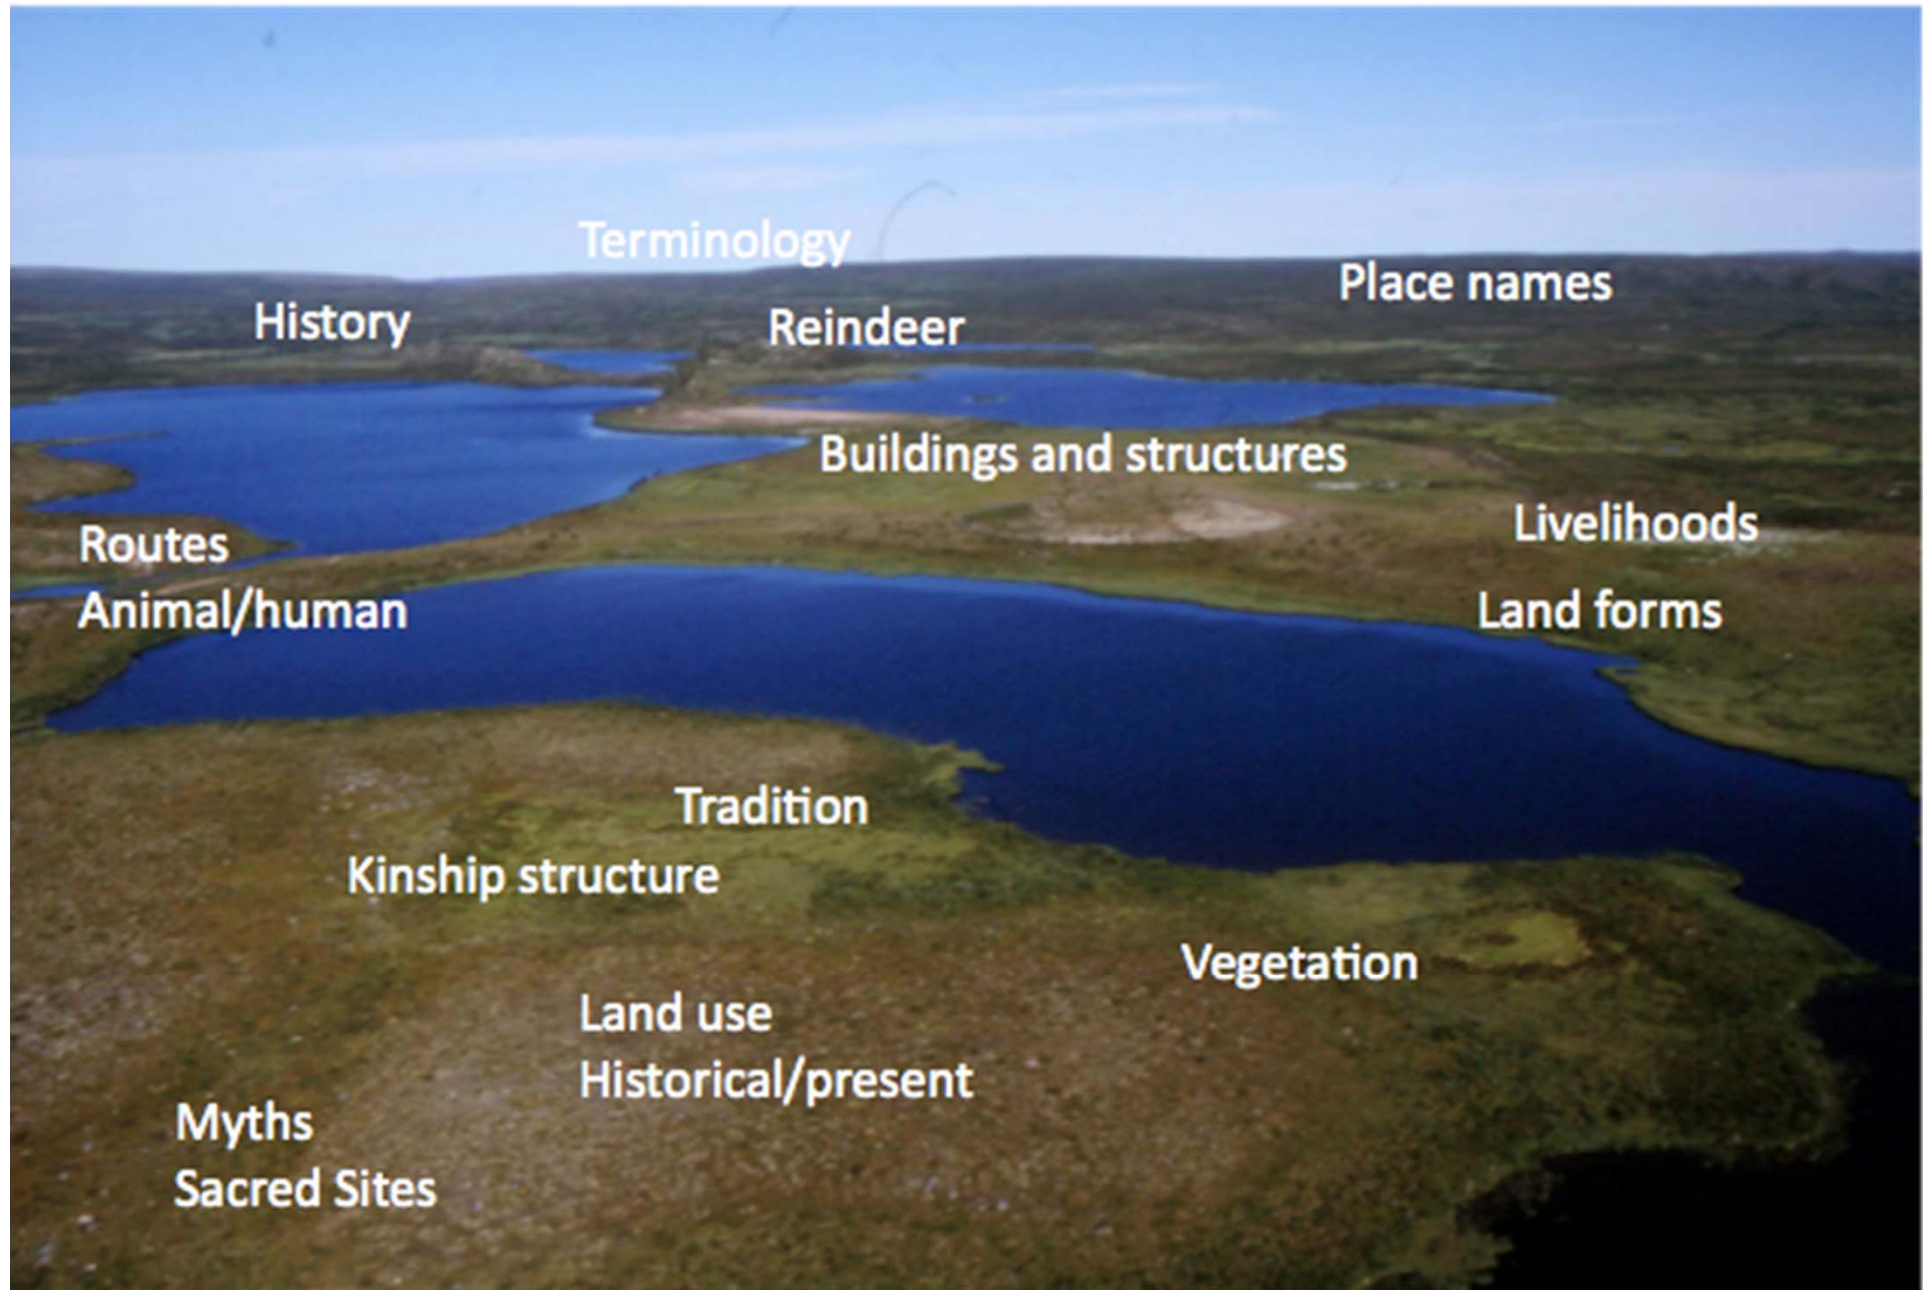 Terminology
Place names
History
Reindeer
Buildings and structures
Livelihoods
Routes
Animal/human
Land forms
Tradition
Kinship structure
Vegetation
Land use
Historical/present
Myths
Sacred Sites